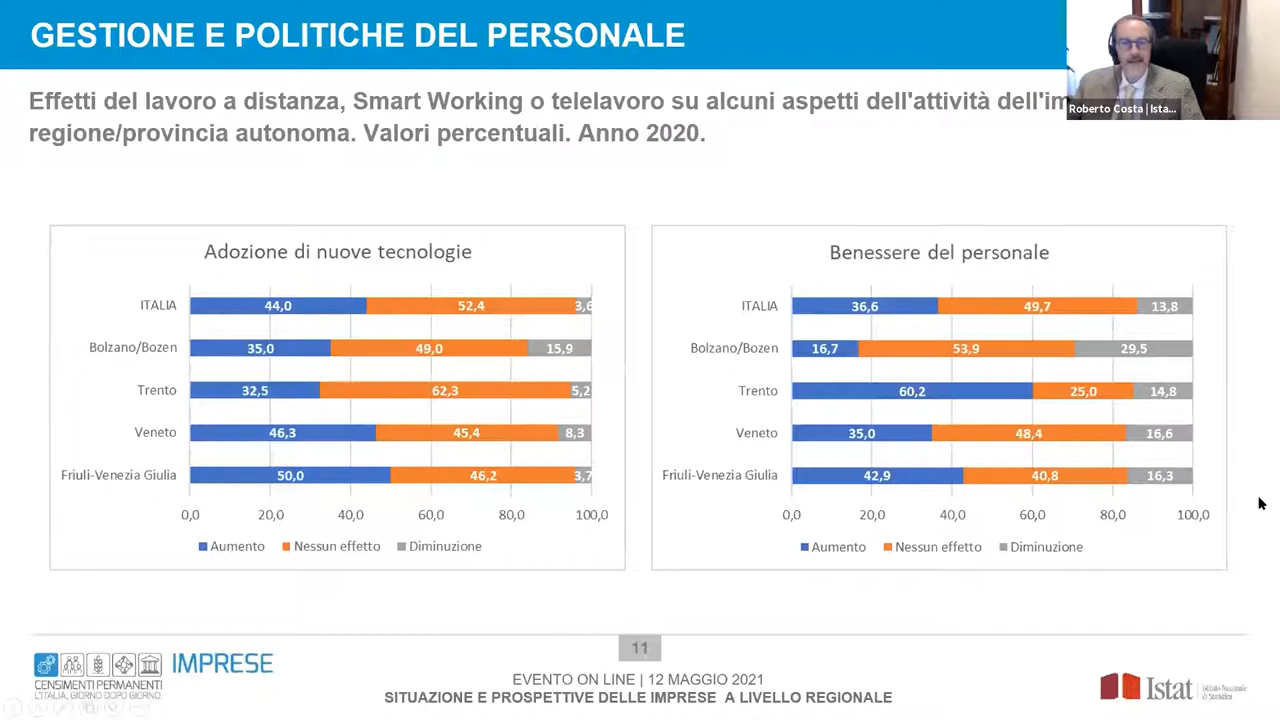 GESTIONE E POLITICHE DEL PERSONALE
Roberto Costa | Ista...
Effetti del lavoro a distanza, Smart Working o telelavoro su alcuni aspetti dell'attività
regione/provincia autonoma. Valori percentuali. Anno 2020.
Adozione di nuove tecnologie
ITALIA 44,0 52,4 3,6
Bolzano/Bozen 35,0 49,0 15,9
Trento 32,5 62,3 5,2
Veneto 46,3 45,4 8,3
Friuli-Venezia Giulia 50,0 46,2 3,7
0,0 20,0 40,0 60,0 80,0 100,0
Aumento Nessun effetto Diminuzione
Benessere del personale
ITALIA 36,6 49,7 13,8
Bolzano/Bozen 16,7 53,9 29,5
Trento 60,2 25,0 14,8
Veneto 35,0 48,4 16,6
Friuli-Venezia Giulia 42,9 40,8 16,3
0,0 20,0 40,0 60,0 80,0 100,0
Aumento Nessun effetto Diminuzione
11
IMPRESE
CENSIMENTI PERMANENTI
L'ITALIA, GIORNO DOPO GIORNO.
EVENTO ON LINE | 12 MAGGIO 2021
SITUAZIONE E PROSPETTIVE DELLE IMPRESE A LIVELLO REGIONALE
Istat
Istituto Nazionale
di Statistica